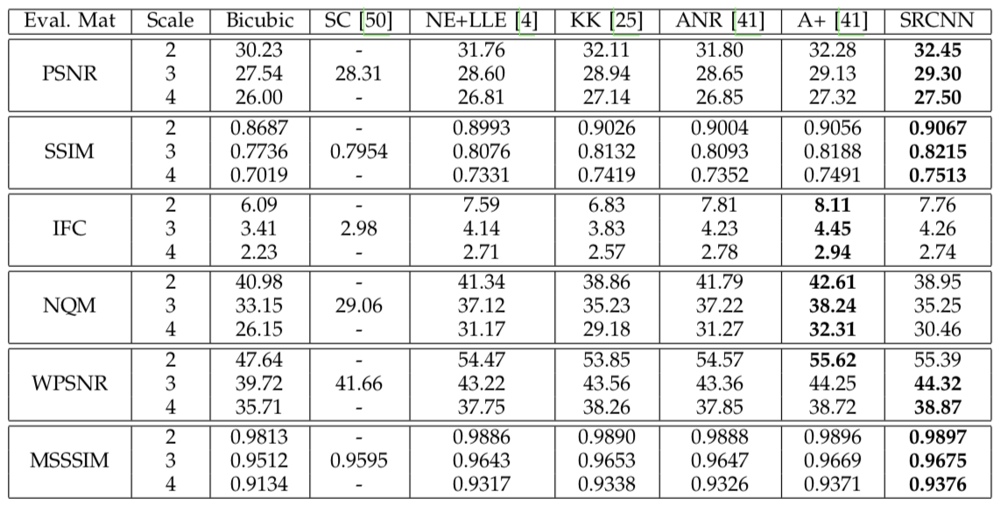 Eval. Mat Scale Bicubic SC [50] NE+LLE [4] KK [25] ANR [41] A+ [41] SRCNN
2 30.23 - 31.76 32.11 31.80 32.28 32.45
PSNR 3 27.54 28.31 28.60 28.94 28.65 29.13 29.30
4 26.00 - 26.81 27.14 26.85 27.32 27.50
2 0.8687 - 0.8993 0.9026 0.9004 0.9056 0.9067
SSIM 3 0.7736 0.7954 0.8076 0.8132 0.8093 0.8188 0.8215
4 0.7019 - 0.7331 0.7419 0.7352 0.7491 0.7513
2 6.09 - 7.59 6.83 7.81 8.11 7.76
IFC 3 3.41 2.98 4.14 3.83 4.23 4.45 4.26
4 2.23 - 2.71 2.57 2.78 2.94 2.74
2 40.98 - 41.34 38.86 41.79 42.61 38.95
NQM 3 33.15 29.06 37.12 35.23 37.22 38.24 35.25
4 26.15 - 31.17 29.18 31.27 32.31 30.46
2 47.64 - 54.47 53.85 54.57 55.62 55.39
WPSNR 3 39.72 41.66 43.22 43.56 43.36 44.25 44.32
4 35.71 - 37.75 38.26 37.85 38.72 38.87
2 0.9813 - 0.9886 0.9890 0.9888 0.9896 0.9897
MSSSIM 3 0.9512 0.9595 0.9643 0.9653 0.9647 0.9669 0.9675
4 0.9134 - 0.9317 0.9338 0.9326 0.9371 0.9376